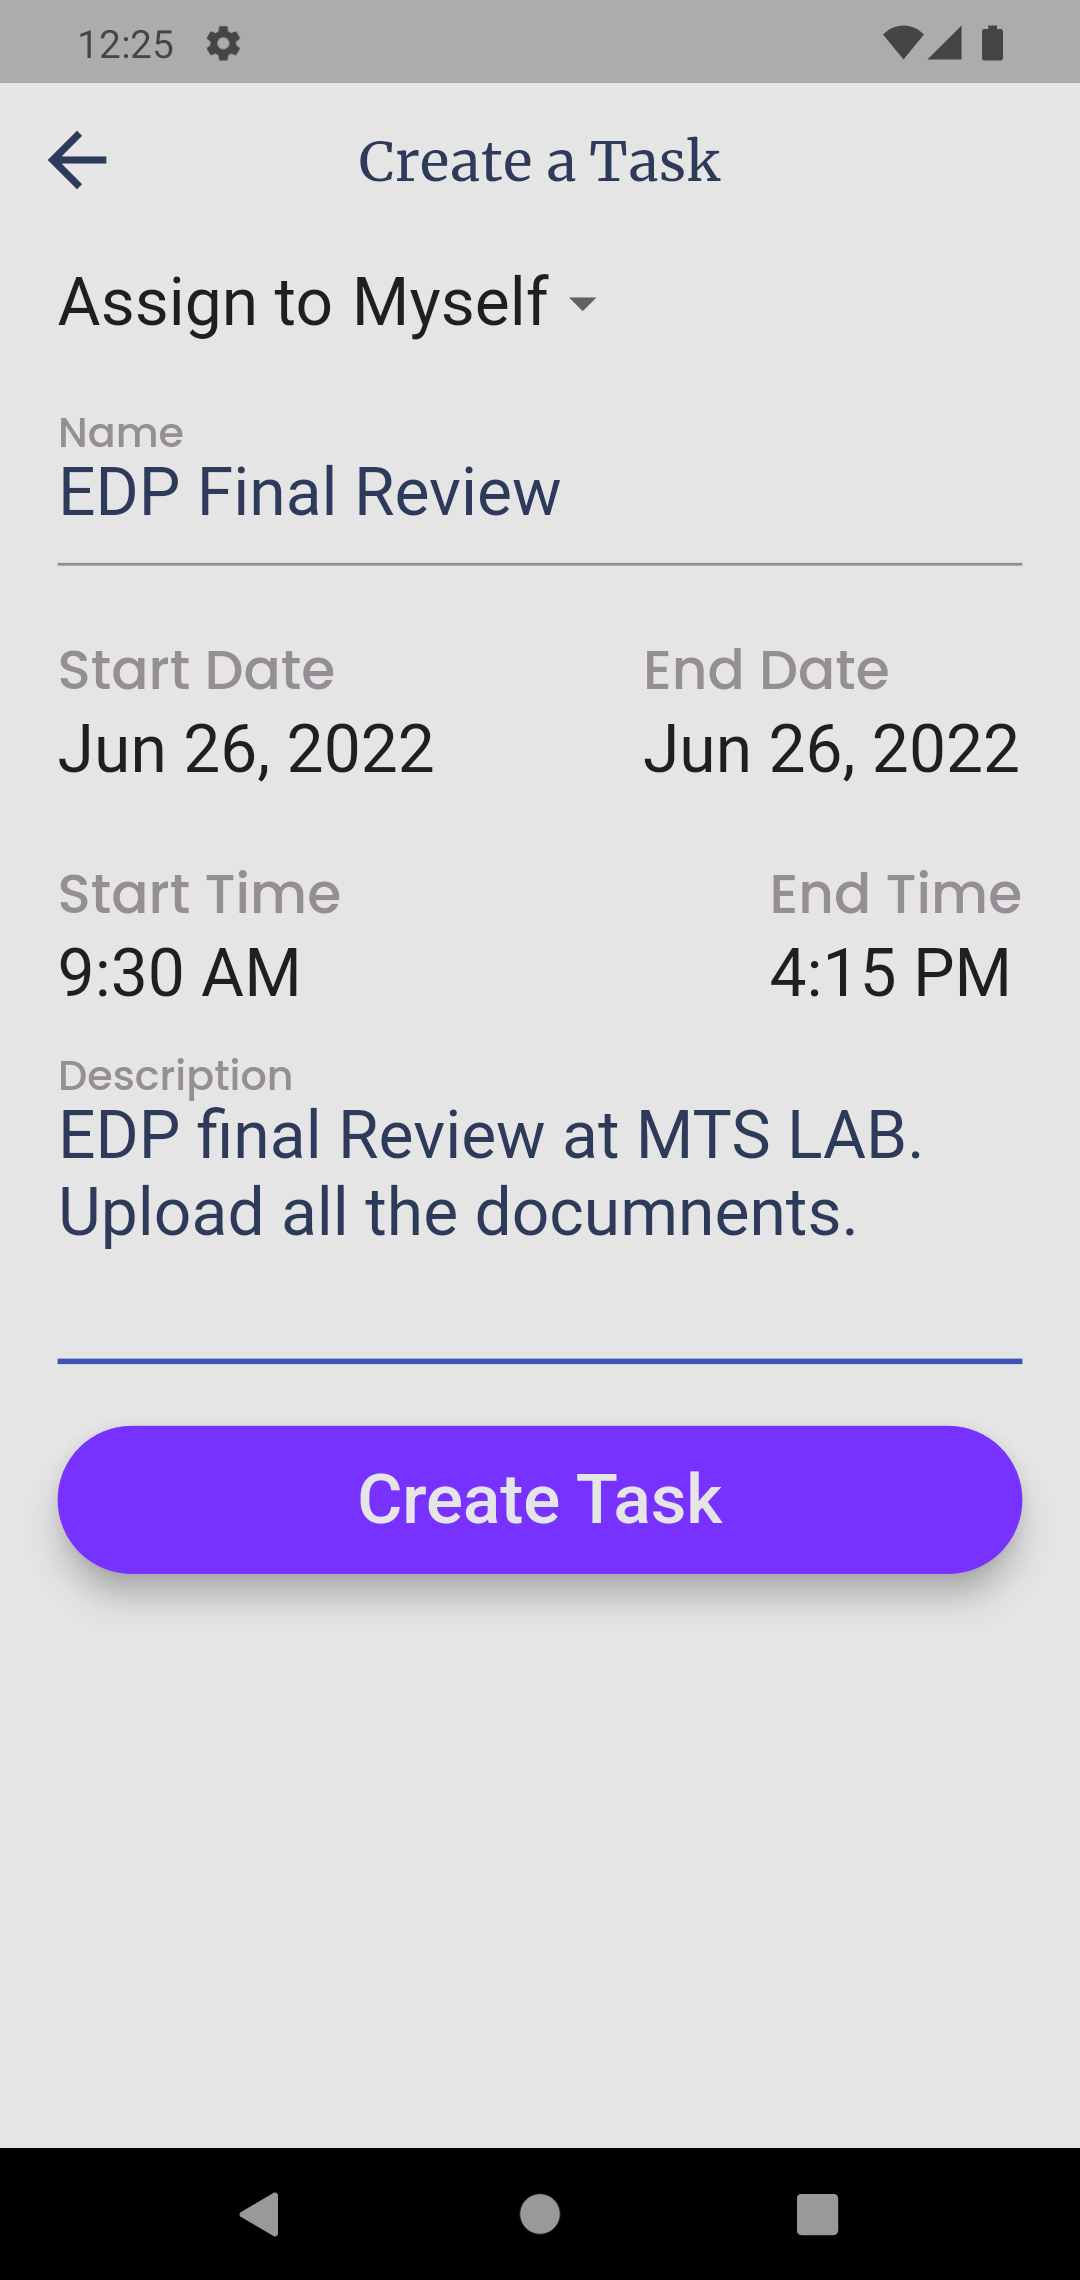 12:25
Create a Task
Assign to Myself
Name
EDP Final Review
Start Date End Date
Jun 26, 2022 Jun 26, 2022
Start Time End Time
9:30 AM 4:15 PM
Description
EDP final Review at MTS LAB.
Upload all the documnents.
Create Task